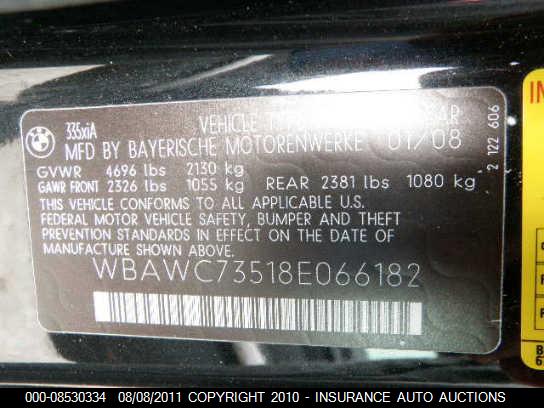 BMW
335xiA
VEHICLE
MFD BY BAYERISCHE MOTORENWERKE 01/08
GVWR 4696 lbs 2130 kg
GAWR FRONT 2326 lbs 1055 kg REAR 2381 lbs 1080 kg
THIS VEHICLE CONFORMS TO ALL APPLICABLE U.S.
FEDERAL MOTOR VEHICLE SAFETY, BUMPER AND THEFT
PREVENTION STANDARDS IN EFFECT ON THE DATE OF
MANUFACTURE SHOWN ABOVE.
WBAWC73518E066182
2 122 606
000-08530334 08/08/2011 COPYRIGHT 2010 - INSURANCE AUTO AUCTIONS